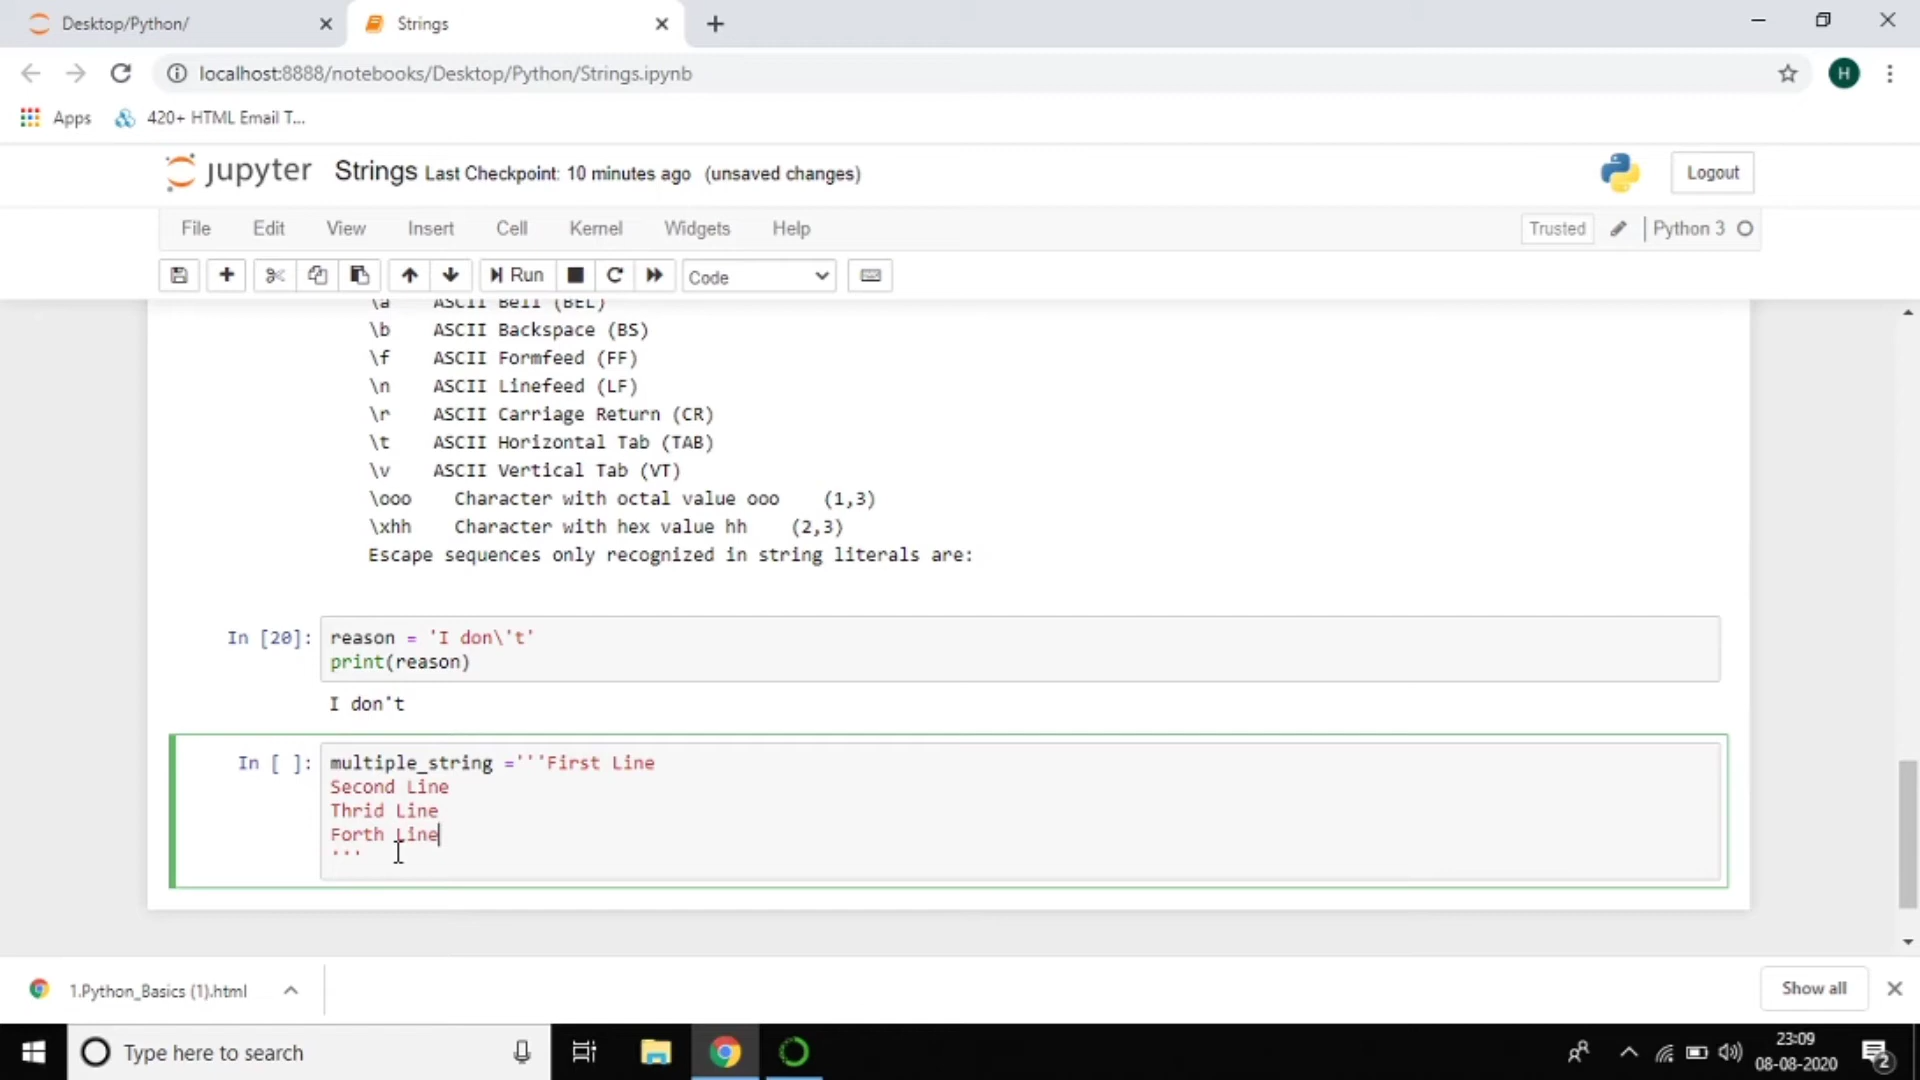 Desktop/Python/
Strings
localhost:8888/notebooks/Desktop/Python/Strings.ipynb
H
Apps
420+ HTML Email T...
jupyter Strings Last Checkpoint: 10 minutes ago (unsaved changes)
Logout
File Edit View Insert Cell Kernel Widgets Help
Trusted
Python 3
Run
Code
\a ASCII Bell (BEL)
\b ASCII Backspace (BS)
\f ASCII Formfeed (FF)
\n ASCII Linefeed (LF)
\r ASCII Carriage Return (CR)
\t ASCII Horizontal Tab (TAB)
\v ASCII Vertical Tab (VT)
\ooo Character with octal value ooo (1,3)
\xhh Character with hex value hh (2,3)
Escape sequences only recognized in string literals are:
In [20]: reason = 'I don\'t'
print(reason)
I don't
In [ ]: multiple_string ='''First Line
Second Line
Thrid Line
Forth Line
'''
1.Python_Basics (1).html
Show all
Type here to search
23:09
08-08-2020
2